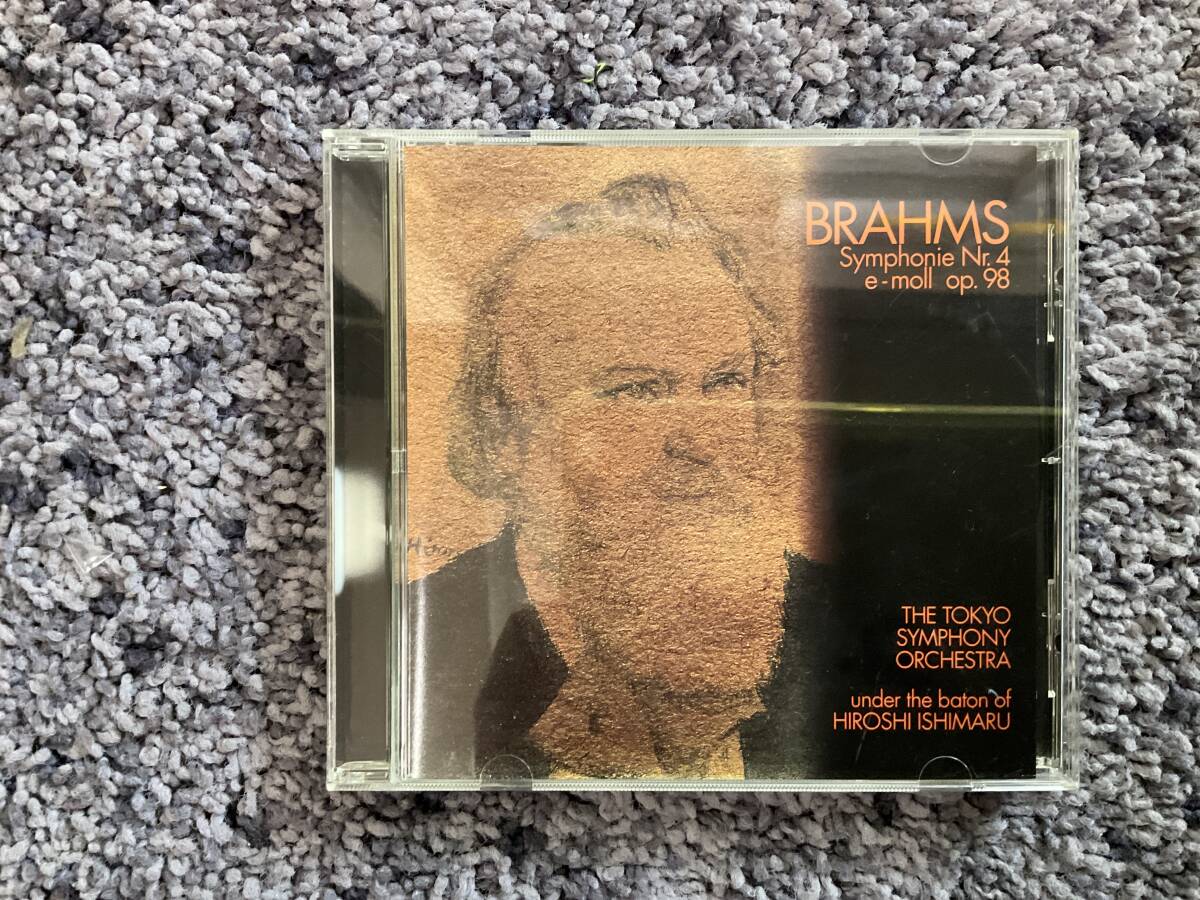 BRAHMS
Symphonie Nr. 4
e-moll op. 98
THE TOKYO
SYMPHONY
ORCHESTRA
under the baton of
HIROSHI ISHIMARU